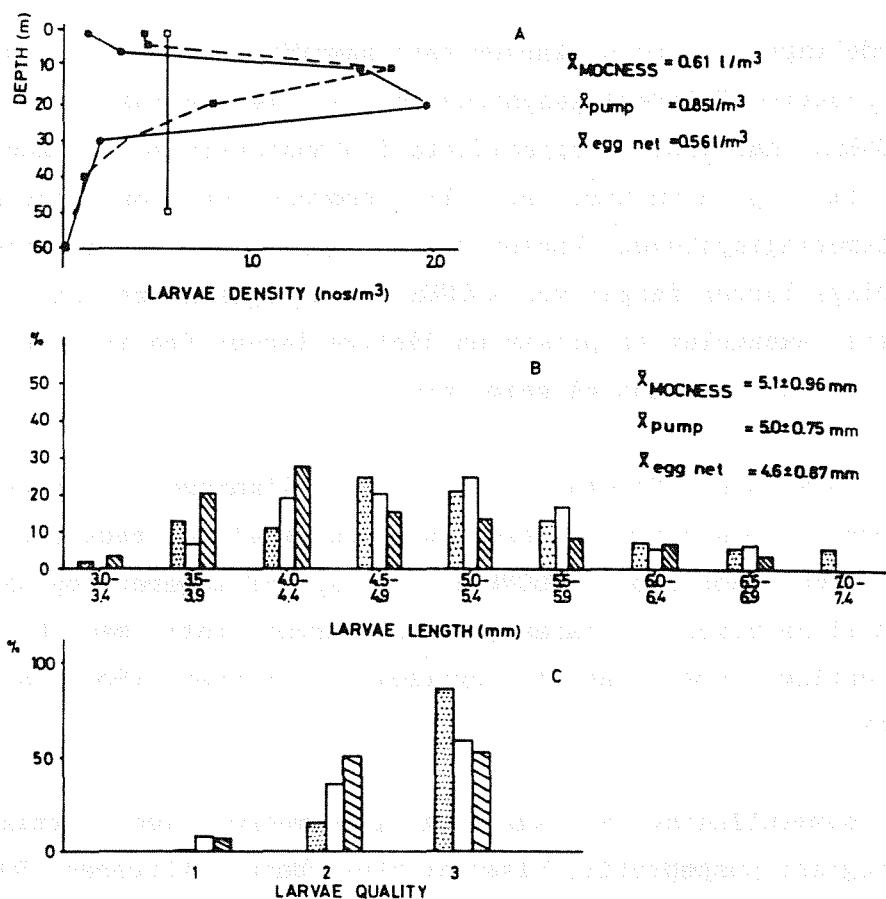 A
DEPTH (m)
0
10
20
30
40
50
60
1.0
2.0
LARVAE DENSITY (nos/m³)
X̄ MOCNESS = 0.61 l/m³
X̄ pump = 0.85l/m³
X̄ egg net = 0.56l/m³
B
%
50
40
30
20
10
0
X̄ MOCNESS = 5.1±0.96 mm
X̄ pump = 5.0±0.75 mm
X̄ egg net = 4.6±0.87mm
3.0-3.4
3.5-3.9
4.0-4.4
4.5-4.9
5.0-5.4
5.5-5.9
6.0-6.4
6.5-6.9
7.0-7.4
LARVAE LENGTH (mm)
C
%
100
50
0
1
2
3
LARVAE QUALITY